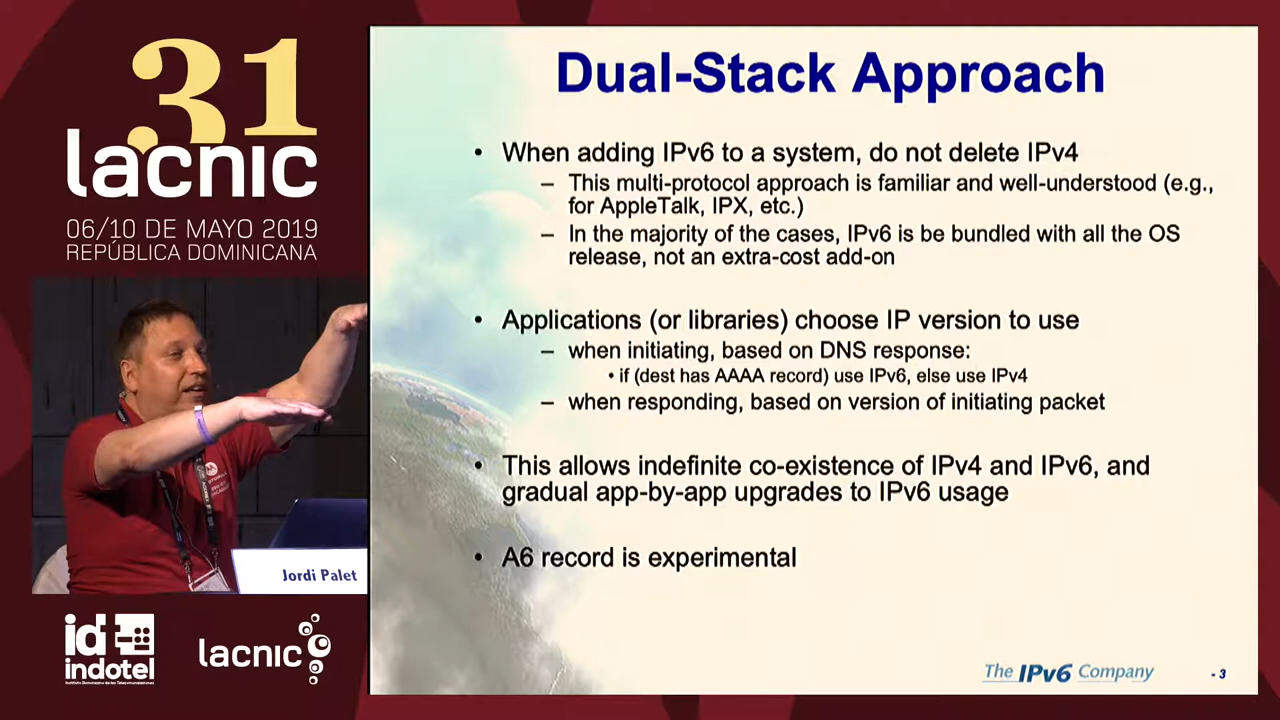 31
lacnic
06/10 DE MAYO 2019
REPÚBLICA DOMINICANA
Jordi Palet
id
indotel
lacnic
Dual-Stack Approach
• When adding IPv6 to a system, do not delete IPv4
– This multi-protocol approach is familiar and well-understood (e.g.,
for AppleTalk, IPX, etc.)
– In the majority of the cases, IPv6 is be bundled with all the OS
release, not an extra-cost add-on
• Applications (or libraries) choose IP version to use
– when initiating, based on DNS response:
• if (dest has AAAA record) use IPv6, else use IPv4
– when responding, based on version of initiating packet
• This allows indefinite co-existence of IPv4 and IPv6, and
gradual app-by-app upgrades to IPv6 usage
• A6 record is experimental
The IPv6 Company
- 3